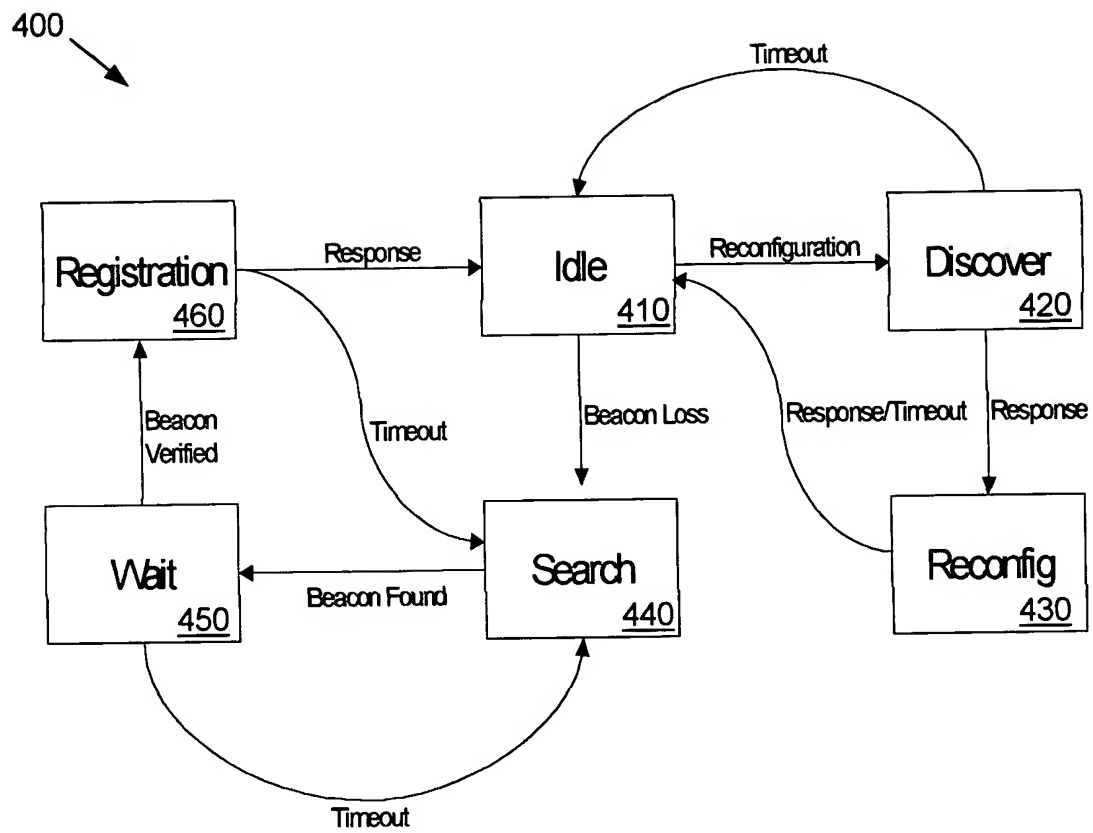 400
Timeout
Registration
460
Response
Idle
410
Reconfiguration
Discover
420
Beacon
Verified
Timeout
Beacon Loss
Response/Timeout
Response
Wait
450
Beacon Found
Search
440
Reconfig
430
Timeout